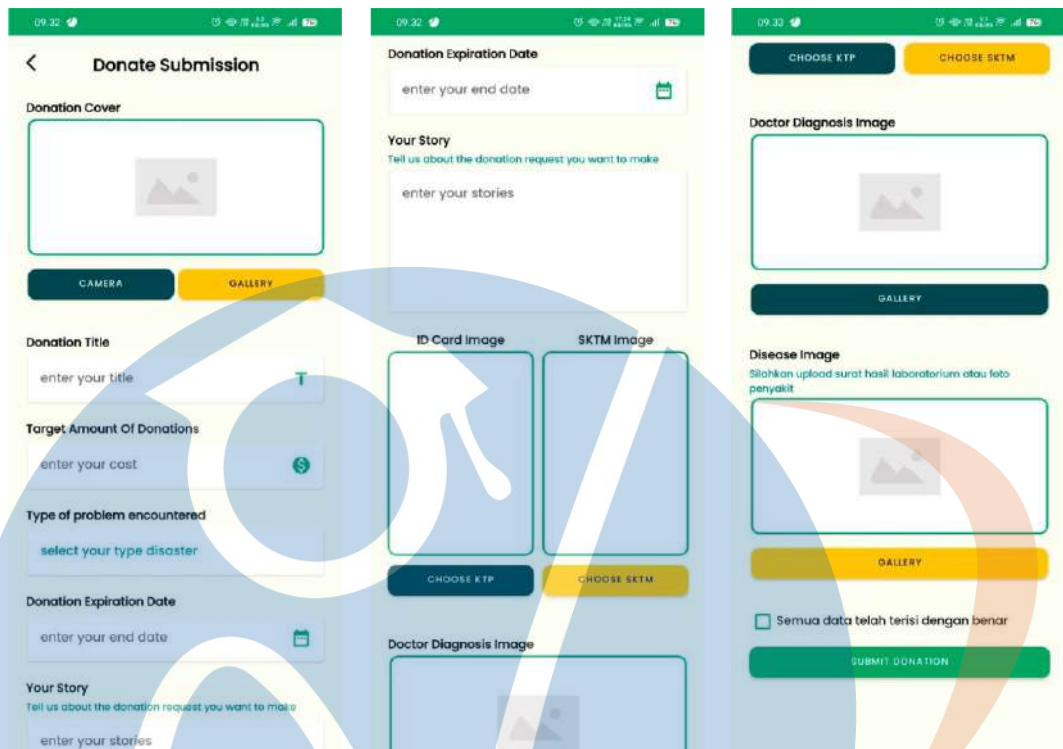 09.32
Donate Submission
Donation Cover
CAMERA
GALLERY
Donation Title
enter your title
Target Amount Of Donations
enter your cost
Type of problem encountered
select your type disaster
Donation Expiration Date
enter your end date
Your Story
Tell us about the donation request you want to make
enter your stories
09.32
Donation Expiration Date
enter your end date
Your Story
Tell us about the donation request you want to make
enter your stories
ID Card Image
SKTM Image
CHOOSE KTP
CHOOSE SKTM
Doctor Diagnosis Image
09.33
CHOOSE KTP
CHOOSE SKTM
Doctor Diagnosis Image
GALLERY
Disease Image
Silahkan upload surat hasil laboratorium atau foto
penyakit
GALLERY
Semua data telah terisi dengan benar
SUBMIT DONATION